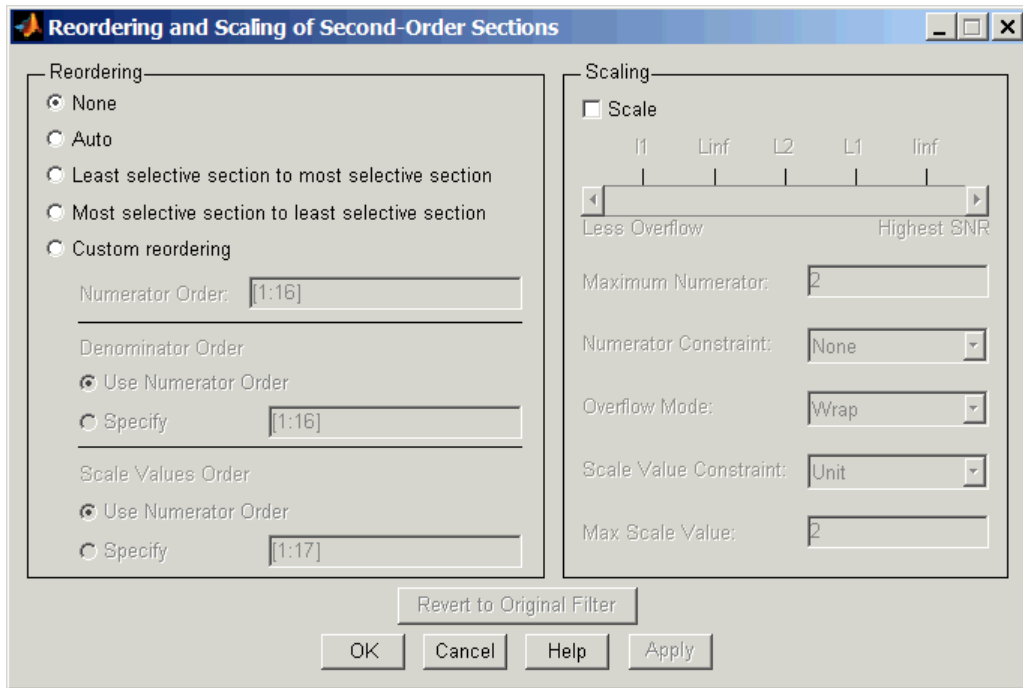 Reordering and Scaling of Second-Order Sections
Reordering
None
Auto
Least selective section to most selective section
Most selective section to least selective section
Custom reordering
Numerator Order: [1:16]
Denominator Order
Use Numerator Order
Specify [1:16]
Scale Values Order
Use Numerator Order
Specify [1:17]
Scaling
Scale
l1 Linf L2 L1 linf
Less Overflow Highest SNR
Maximum Numerator: 2
Numerator Constraint: None
Overflow Mode: Wrap
Scale Value Constraint: Unit
Max Scale Value: 2
Revert to Original Filter
OK Cancel Help Apply